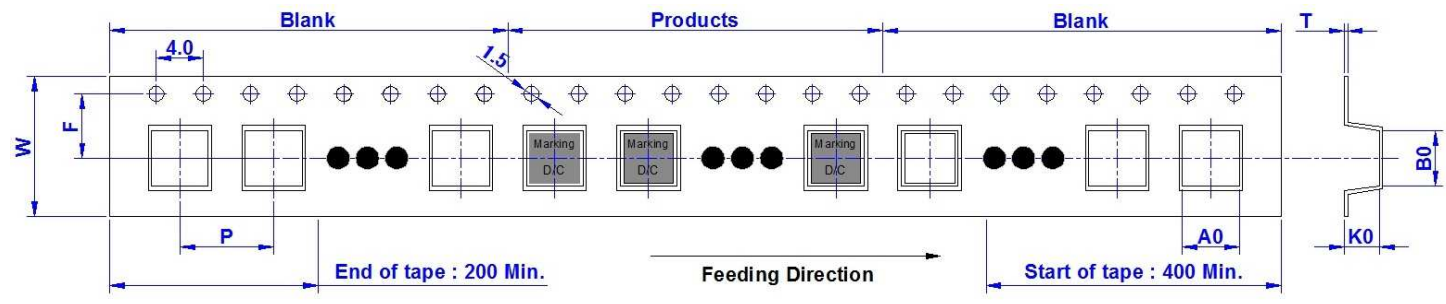 Blank
Products
Blank
T
4.0
1.5
F
W
Marking
D/C
Marking
D/C
Marking
D/C
B0
P
A0
K0
End of tape : 200 Min.
Feeding Direction
Start of tape : 400 Min.